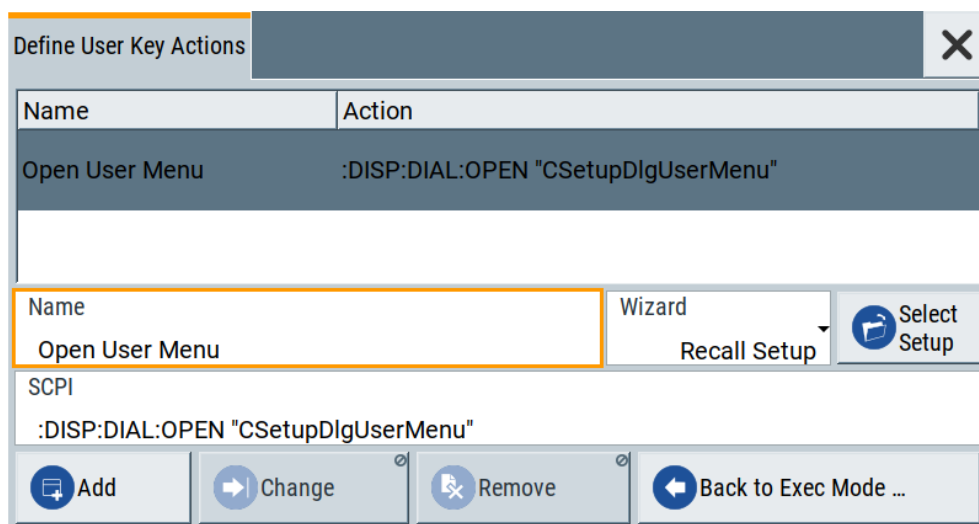 Define User Key Actions
Name Action
Open User Menu :DISP:DIAL:OPEN "CSetupDlgUserMenu"
Name Wizard Select
Open User Menu Recall Setup Setup
SCPI
:DISP:DIAL:OPEN "CSetupDlgUserMenu"
Add Change Remove Back to Exec Mode ...